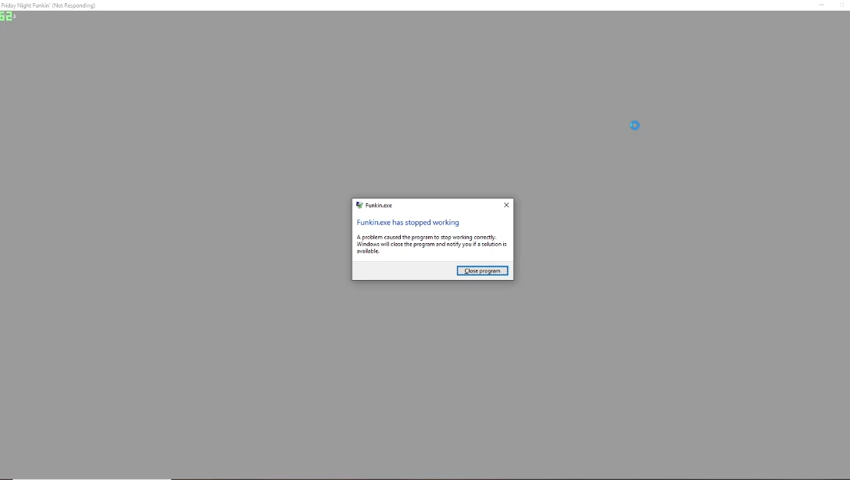 Friday Night Funkin' (Not Responding)
62
Funkin.exe
Funkin.exe has stopped working
A problem caused the program to stop working correctly.
Windows will close the program and notify you if a solution is
available.
Close program